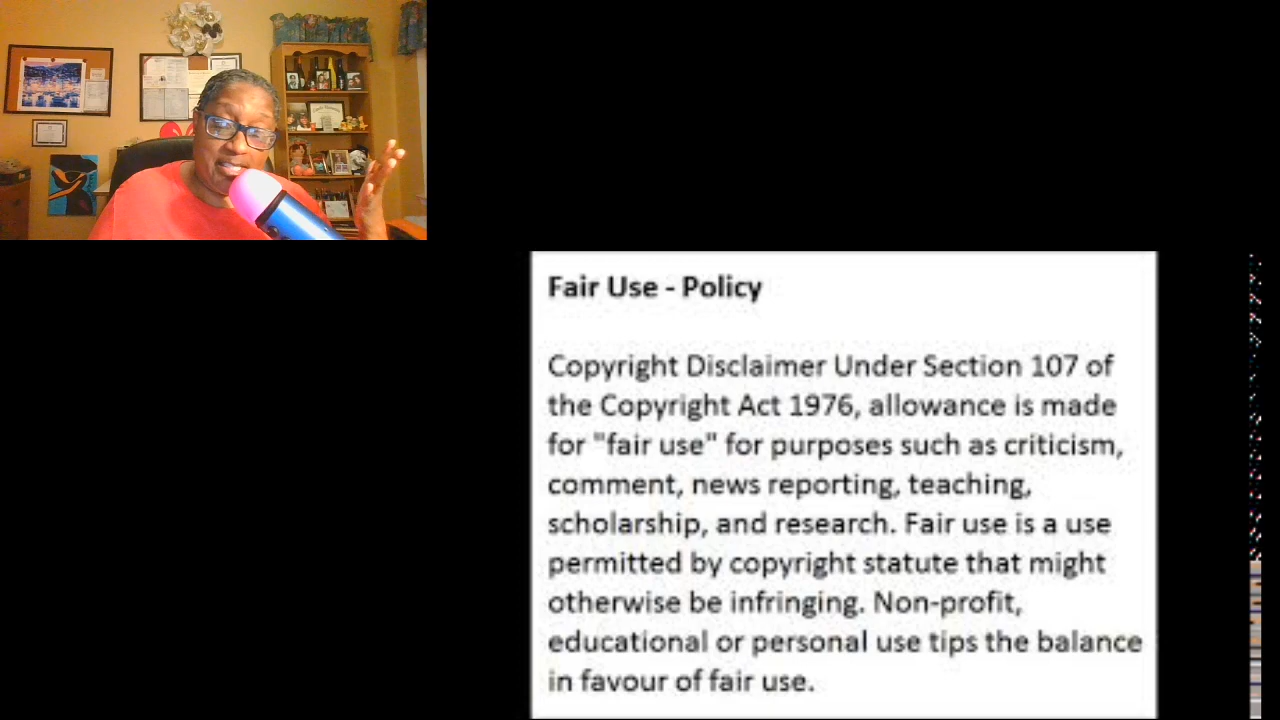 Fair Use - Policy
Copyright Disclaimer Under Section 107 of
the Copyright Act 1976, allowance is made
for "fair use" for purposes such as criticism,
comment, news reporting, teaching,
scholarship, and research. Fair use is a use
permitted by copyright statute that might
otherwise be infringing. Non-profit,
educational or personal use tips the balance
in favour of fair use.